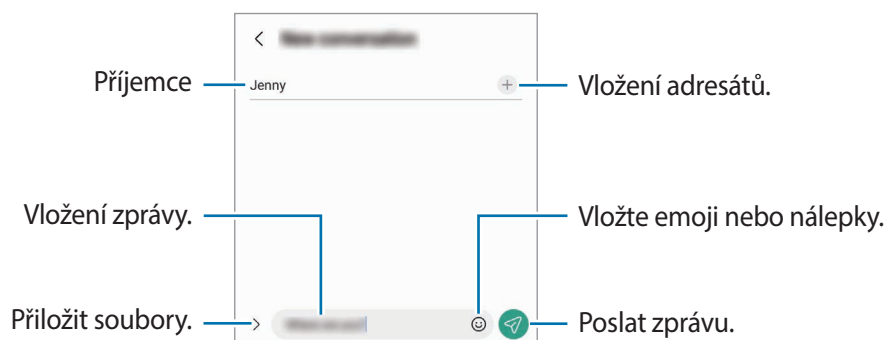 Příjemce
Jenny
Vložení adresátů.
Vložení zprávy.
Vložte emoji nebo nálepky.
Přiložit soubory.
Poslat zprávu.